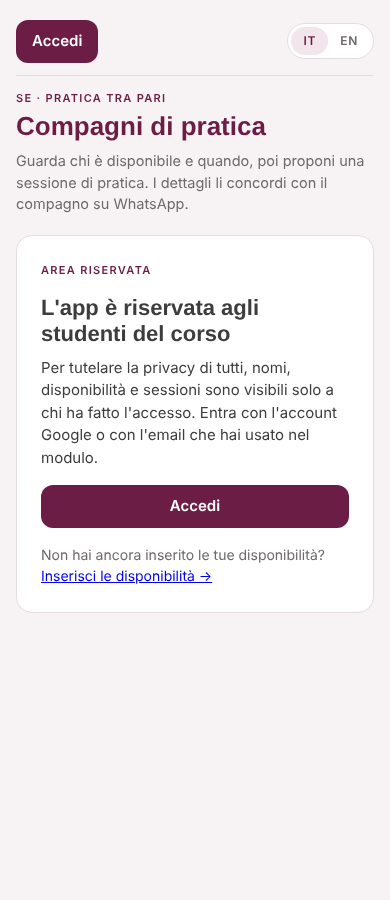 Accedi
IT EN
SE · PRATICA TRA PARI
Compagni di pratica
Guarda chi è disponibile e quando, poi proponi una
sessione di pratica. I dettagli li concordi con il
compagno su WhatsApp.
AREA RISERVATA
L'app è riservata agli
studenti del corso
Per tutelare la privacy di tutti, nomi,
disponibilità e sessioni sono visibili solo a
chi ha fatto l'accesso. Entra con l'account
Google o con l'email che hai usato nel
modulo.
Accedi
Non hai ancora inserito le tue disponibilità?
Inserisci le disponibilità →